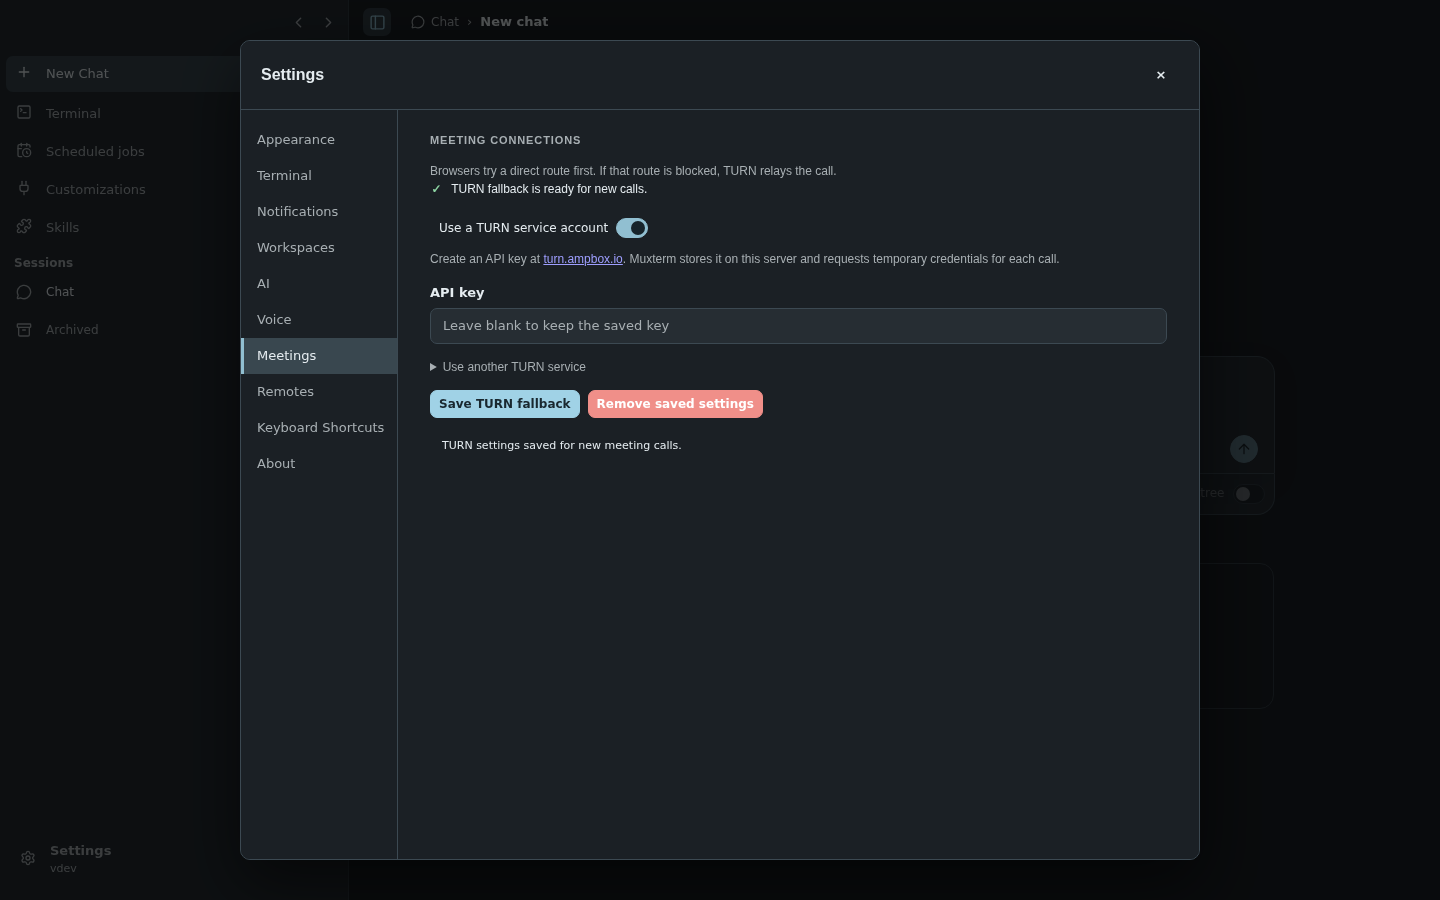 Chat › New chat
Settings
×
New Chat
Terminal
Scheduled jobs
Customizations
Skills
Sessions
Chat
Archived
Settings
vdev
Appearance
Terminal
Notifications
Workspaces
AI
Voice
Meetings
Remotes
Keyboard Shortcuts
About
MEETING CONNECTIONS
Browsers try a direct route first. If that route is blocked, TURN relays the call.
✓ TURN fallback is ready for new calls.
Use a TURN service account
Create an API key at turn.ampbox.io. Muxterm stores it on this server and requests temporary credentials for each call.
API key
Leave blank to keep the saved key
Use another TURN service
Save TURN fallback Remove saved settings
TURN settings saved for new meeting calls.
tree